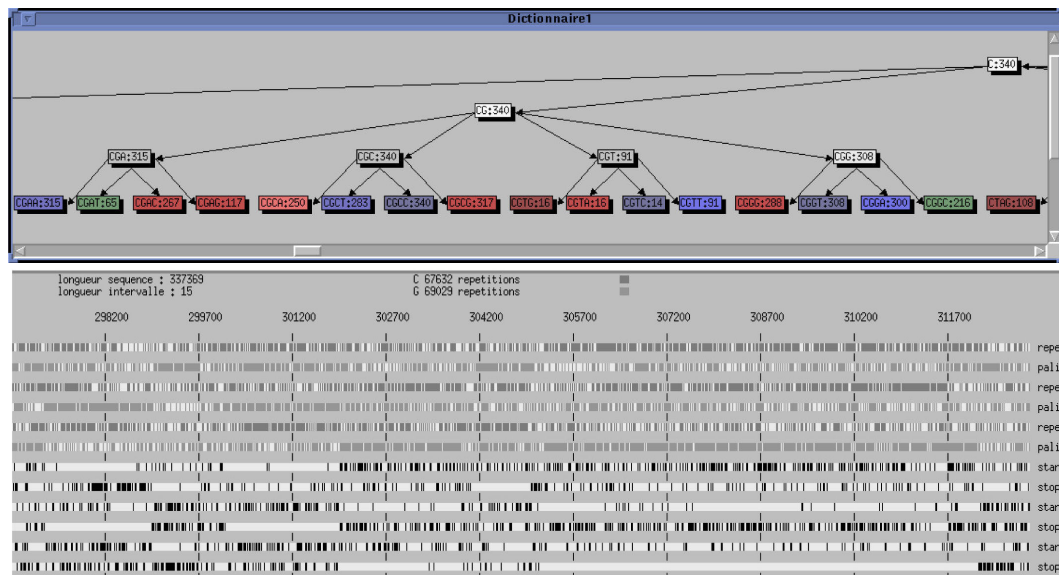 Dictionnaire1
C:340
CG:340
CGA:315 CGC:340 CGT:91 CGG:308
CGAA:315 CGAT:65 CGAC:267 CGAG:117 CGCA:250 CGCT:283 CGCC:340 CGCG:317 CGTG:16 CGTA:16 CGTC:14 CGTT:91 CGGG:288 CGGT:308 CGGA:300 CGGC:216 CTAG:108
longueur sequence : 337369 C 67632 repetitions
longueur intervalle : 15 G 69029 repetitions
298200 299700 301200 302700 304200 305700 307200 308700 310200 311700
repe
pali
repe
pali
repe
pali
star
stop
star
stop
star
stop